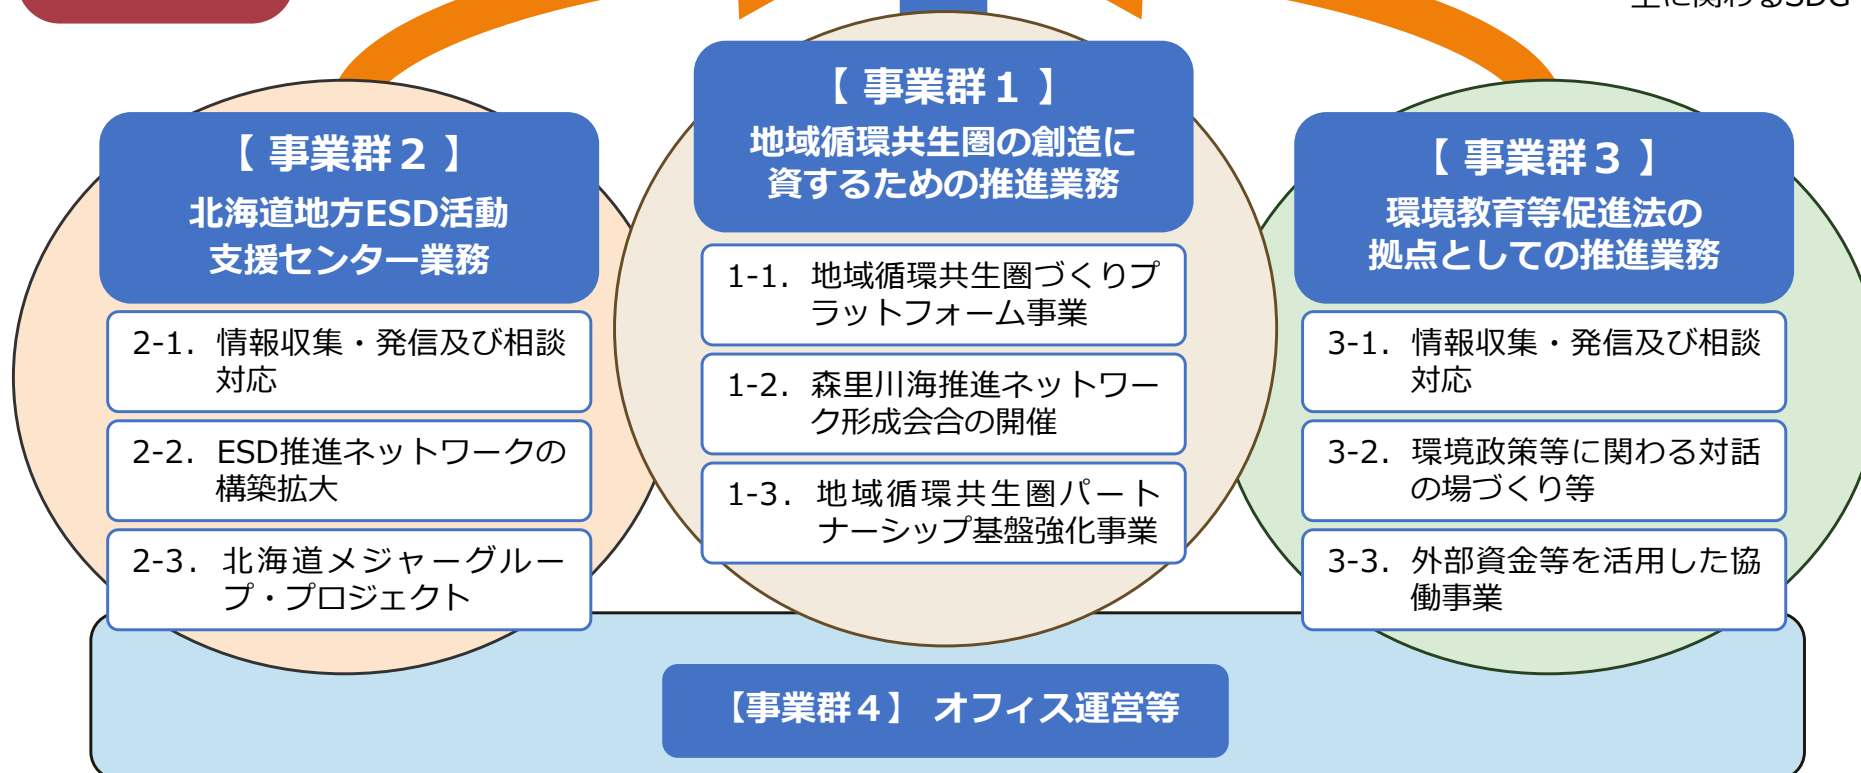 主に関わるSDG
【 事業群１ 】
地域循環共生圏の創造に
資するための推進業務
1-1. 地域循環共生圏づくりプ
ラットフォーム事業
1-2. 森里川海推進ネットワー
ク形成会合の開催
1-3. 地域循環共生圏パート
ナーシップ基盤強化事業
【 事業群２ 】
北海道地方ESD活動
支援センター業務
2-1. 情報収集・発信及び相談
対応
2-2. ESD推進ネットワークの
構築拡大
2-3. 北海道メジャーグルー
プ・プロジェクト
【 事業群３ 】
環境教育等促進法の
拠点としての推進業務
3-1. 情報収集・発信及び相談
対応
3-2. 環境政策等に関わる対話
の場づくり等
3-3. 外部資金等を活用した協
働事業
【事業群４】 オフィス運営等